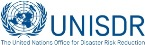 UNISDR
The United Nations Office for Disaster Risk Reduction